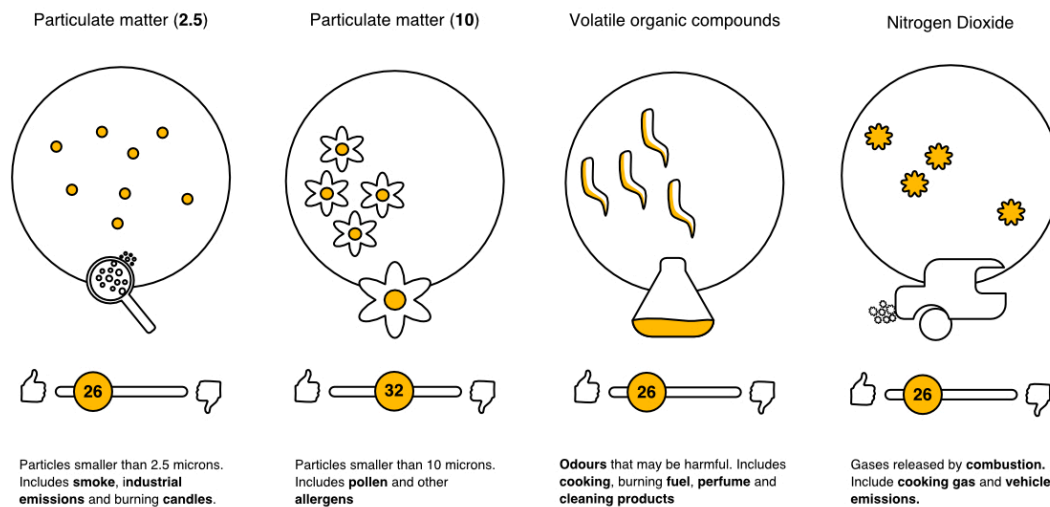 Particulate matter (2.5)
Particulate matter (10)
Volatile organic compounds
Nitrogen Dioxide
26
32
26
26
Particles smaller than 2.5 microns.
Includes smoke, industrial
emissions and burning candles.
Particles smaller than 10 microns.
Includes pollen and other
allergens
Odours that may be harmful. Includes
cooking, burning fuel, perfume and
cleaning products
Gases released by combustion.
Include cooking gas and vehicle
emissions.